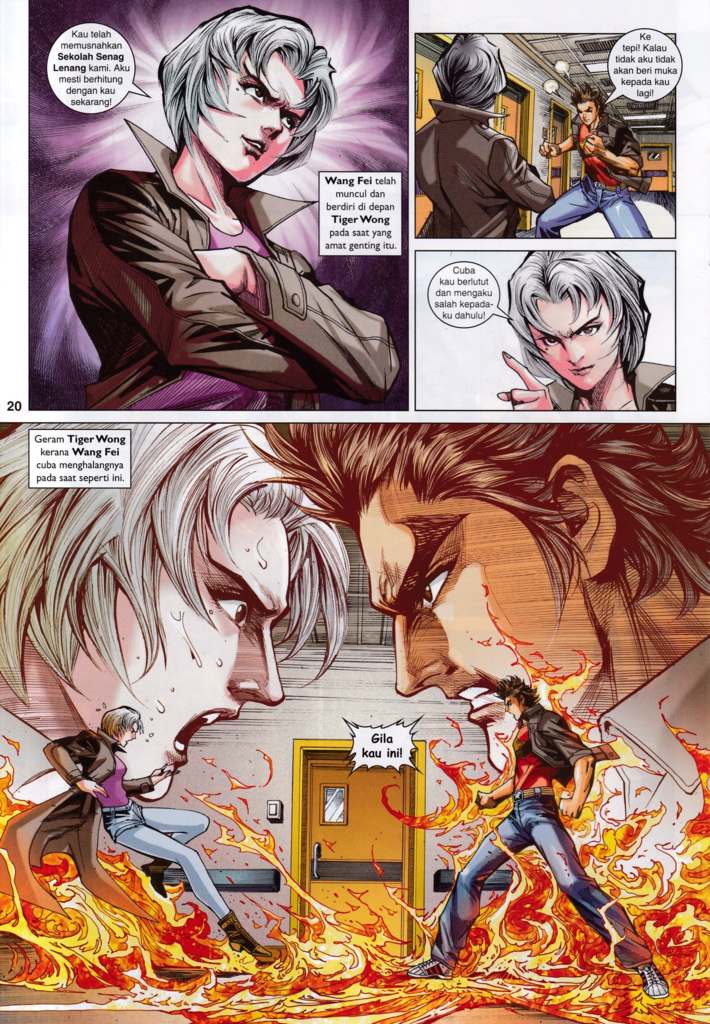 Kau telah
memusnahkan
Sekolah Senag
Lenang kami. Aku
mesti berhitung
dengan kau
sekarang!
Wang Fei telah
muncul dan
berdiri di depan
Tiger Wong
pada saat yang
amat genting itu.
Ke
tepi! Kalau
tidak aku tidak
akan beri muka
kepada kau
lagi!
Cuba
kau berlutut
dan mengaku
salah kepada-
ku dahulu!
20
Geram Tiger Wong
kerana Wang Fei
cuba menghalangnya
pada saat seperti ini.
Gila
kau ini!